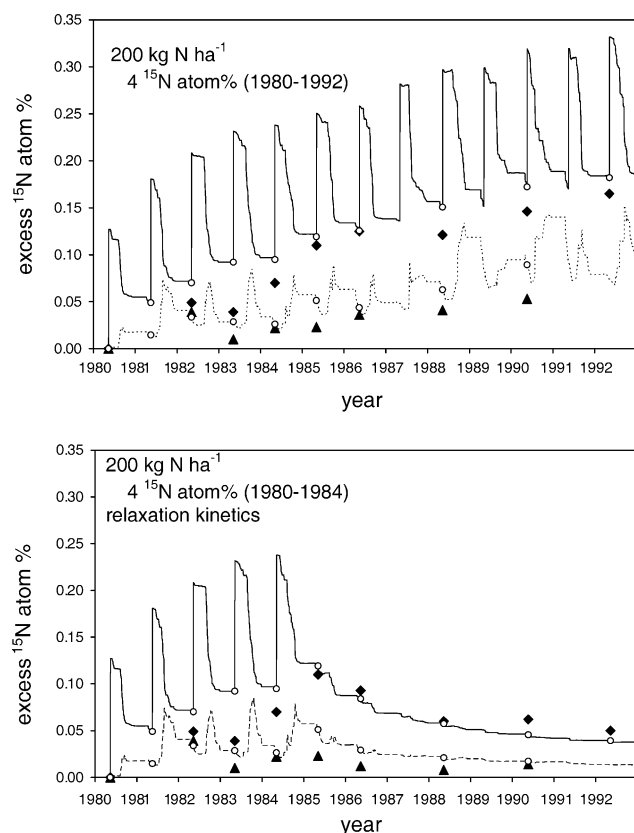 200 kg N ha⁻¹
4 ¹⁵N atom% (1980-1992)
excess ¹⁵N atom %
0.35
0.30
0.25
0.20
0.15
0.10
0.05
0.00
1980 1981 1982 1983 1984 1985 1986 1987 1988 1989 1990 1991 1992
year
200 kg N ha⁻¹
4 ¹⁵N atom% (1980-1984)
relaxation kinetics
excess ¹⁵N atom %
0.35
0.30
0.25
0.20
0.15
0.10
0.05
0.00
1980 1981 1982 1983 1984 1985 1986 1987 1988 1989 1990 1991 1992
year